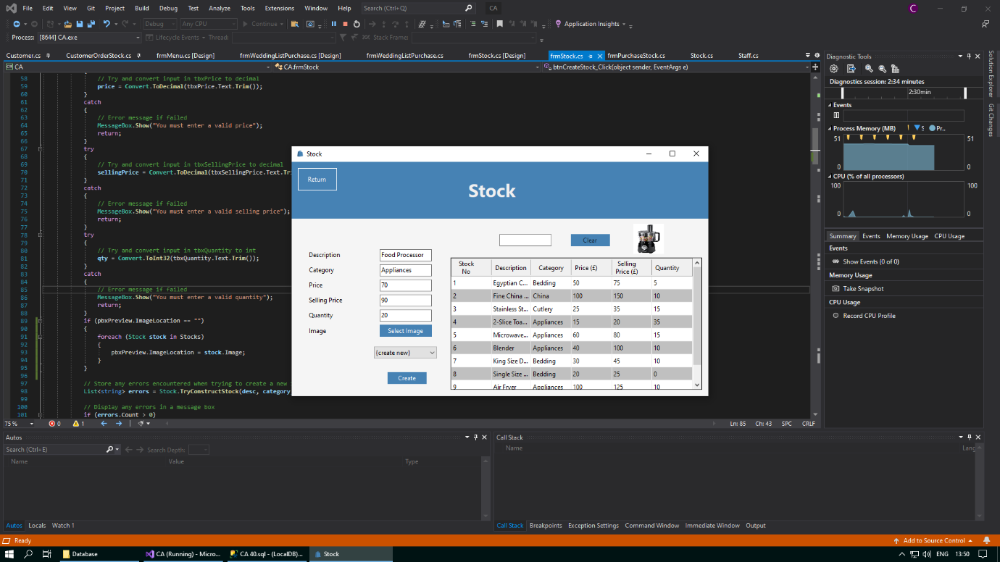 File Edit View Git Project Build Debug Test Analyze Tools Extensions Window Help Search (Ctrl+Q) CA C
Debug Any CPU Continue Application Insights
Process: [8644] CA.exe Lifecycle Events Thread: Stack Frame:
Customer.cs CustomerOrderStock.cs frmMenu.cs [Design] frmWeddingListPurchase.cs [Design] frmWeddingListPurchase.cs frmStock.cs [Design] frmStock.cs frmPurchaseStock.cs Stock.cs Staff.cs
CA CA.frmStock btnCreateStock_Click(object sender, EventArgs e)
58 // Try and convert input in tbxPrice to decimal
59 price = Convert.ToDecimal(tbxPrice.Text.Trim());
60 }
61 catch
62 {
63 // Error message if failed
64 MessageBox.Show("You must enter a valid price");
65 return;
66 }
67 try
68 {
69 // Try and convert input in tbxSellingPrice to decimal
70 sellingPrice = Convert.ToDecimal(tbxSellingPrice.Text.Tri
71 }
72 catch
73 {
74 // Error message if failed
75 MessageBox.Show("You must enter a valid selling price");
76 return;
77 }
78 try
79 {
80 // Try and convert input in tbxQuantity to int
81 qty = Convert.ToInt32(tbxQuantity.Text.Trim());
82 }
83 catch
84 {
85 // Error message if failed
86 MessageBox.Show("You must enter a valid quantity");
87 return;
88 }
89 if (pbxPreview.ImageLocation == "")
90 {
91 foreach (Stock stock in Stocks)
92 {
93 pbxPreview.ImageLocation = stock.Image;
94 }
95 }
96
97 // Store any errors encountered when trying to create a new
98 List<string> errors = Stock.TryConstructStock(desc, category
99
100 // Display any errors in a message box
101 if (errors.Count > 0)
75 % 0 1 Ln: 85 Ch: 43 SPC CRLF
Stock
Return
Stock
Clear
Description Food Processor
Category Appliances
Price 70
Selling Price 90
Quantity 20
Image Select Image
{create new}
Create
Stock No Description Category Price (£) Selling Price (£) Quantity
1 Egyptian C... Bedding 50 75 5
2 Fine China ... China 100 150 10
3 Stainless St... Cutlery 25 35 15
4 2-Slice Toa... Appliances 15 20 35
5 Microwave... Appliances 60 80 15
6 Blender Appliances 40 100 10
7 King Size D... Bedding 30 45 10
8 Single Size ... Bedding 20 25 0
9 Air Fryer Appliances 100 125 10
Diagnostic Tools
Diagnostics session: 2:34 minutes
2:30min
Events
Process Memory (MB) S Pr...
51 51
0 0
CPU (% of all processors)
100 100
0 0
Summary Events Memory Usage CPU Usage
Events
Show Events (0 of 0)
Memory Usage
Take Snapshot
CPU Usage
Record CPU Profile
Solution Explorer
Git Changes
Autos
Search (Ctrl+E) Search Depth:
Name Value Type
Autos Locals Watch 1
Call Stack
Name Lang
Call Stack Breakpoints Exception Settings Command Window Immediate Window Output
Ready Add to Source Control
Database CA (Running) - Micro... CA 40.sql - (LocalDB)... Stock ENG 13:50